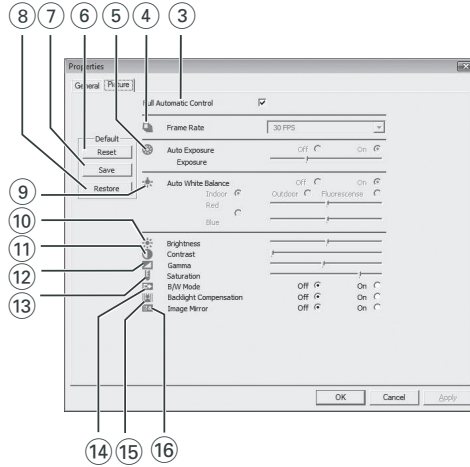 8 7 6 5 4 3
Properties
General Picture
Full Automatic Control
Frame Rate 30 FPS
Default
Reset
Save
Restore
Auto Exposure Off On
Exposure
9
Auto White Balance Off On
Indoor Outdoor Fluorescense
Red
Blue
10
11
12
13
Brightness
Contrast
Gamma
Saturation
B/W Mode Off On
Backlight Compensation Off On
Image Mirror Off On
OK Cancel Apply
14 15 16